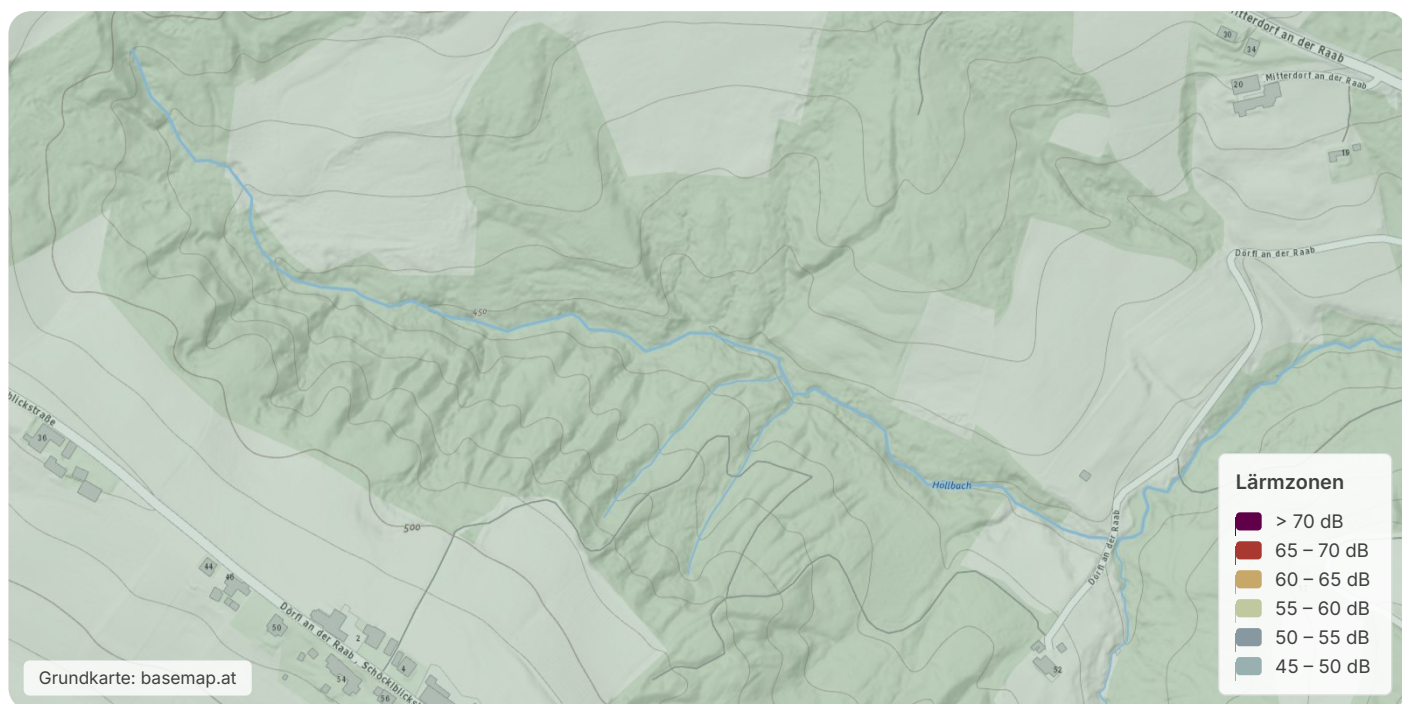 Mitterdorf an der Raab
30
34
20
Mitterdorf an der Raab
19
Dörfl an der Raab
450
blickstraße
36
Höllbach
500
Dörfl an der Raab
44
46
50
2
Dörfl an der Raab, Schöcklblickstraße
4
54
56
52
Lärmzonen
> 70 dB
65 – 70 dB
60 – 65 dB
55 – 60 dB
50 – 55 dB
45 – 50 dB
Grundkarte: basemap.at